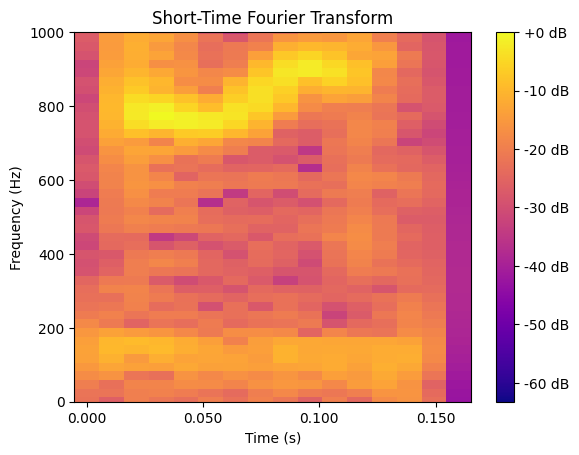 Short-Time Fourier Transform
1000
800
600
400
200
0
Frequency (Hz)
0.000
0.050
0.100
0.150
Time (s)
+0 dB
-10 dB
-20 dB
-30 dB
-40 dB
-50 dB
-60 dB